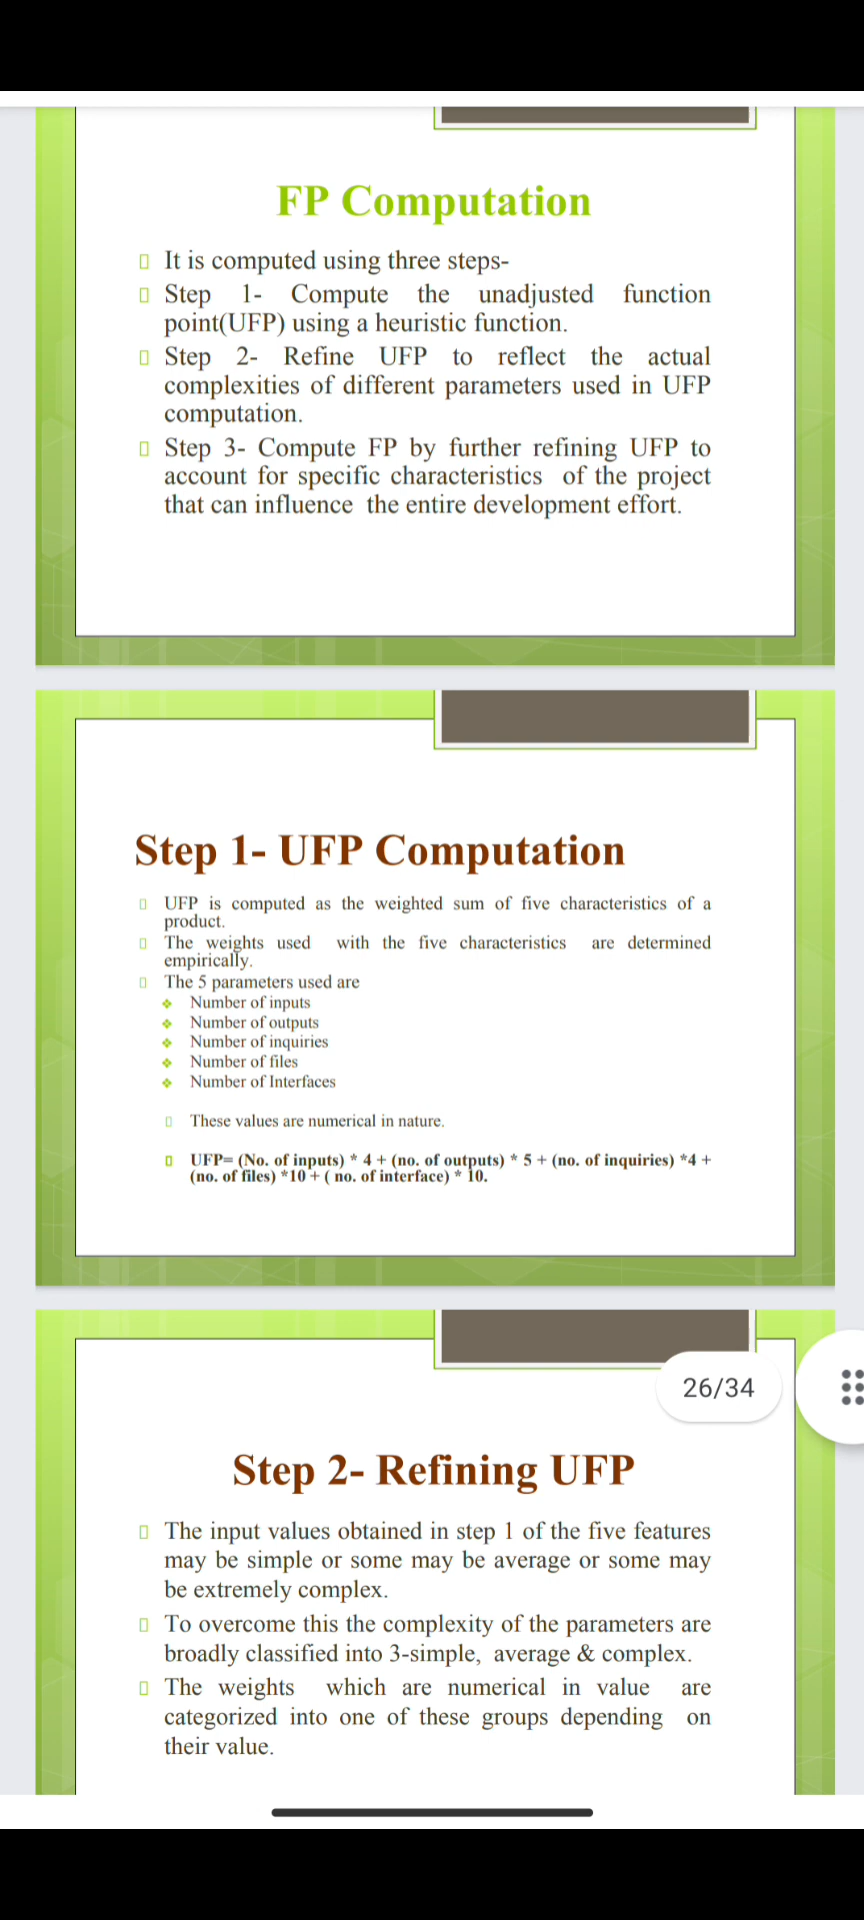 FP Computation
It is computed using three steps-
Step 1- Compute the unadjusted function
point(UFP) using a heuristic function.
Step 2- Refine UFP to reflect the actual
complexities of different parameters used in UFP
computation.
Step 3- Compute FP by further refining UFP to
account for specific characteristics of the project
that can influence the entire development effort.
Step 1- UFP Computation
UFP is computed as the weighted sum of five characteristics of a
product.
The weights used with the five characteristics are determined
empirically.
The 5 parameters used are
Number of inputs
Number of outputs
Number of inquiries
Number of files
Number of Interfaces
These values are numerical in nature.
UFP= (No. of inputs) * 4 + (no. of outputs) * 5 + (no. of inquiries) *4 +
(no. of files) *10 + ( no. of interface) * 10.
26/34
Step 2- Refining UFP
The input values obtained in step 1 of the five features
may be simple or some may be average or some may
be extremely complex.
To overcome this the complexity of the parameters are
broadly classified into 3-simple, average & complex.
The weights which are numerical in value are
categorized into one of these groups depending on
their value.